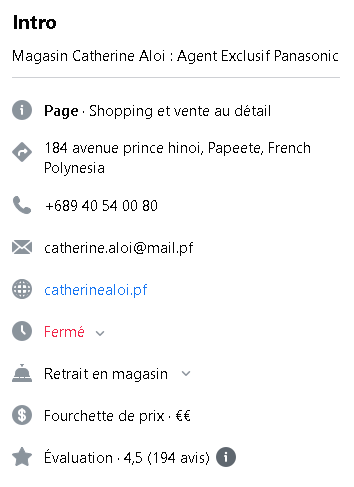 Intro
Magasin Catherine Aloi : Agent Exclusif Panasonic
Page · Shopping et vente au détail
184 avenue prince hinoi, Papeete, French
Polynesia
+689 40 54 00 80
catherine.aloi@mail.pf
catherinealoi.pf
Fermé
Retrait en magasin
Fourchette de prix · €€
Évaluation · 4,5 (194 avis)